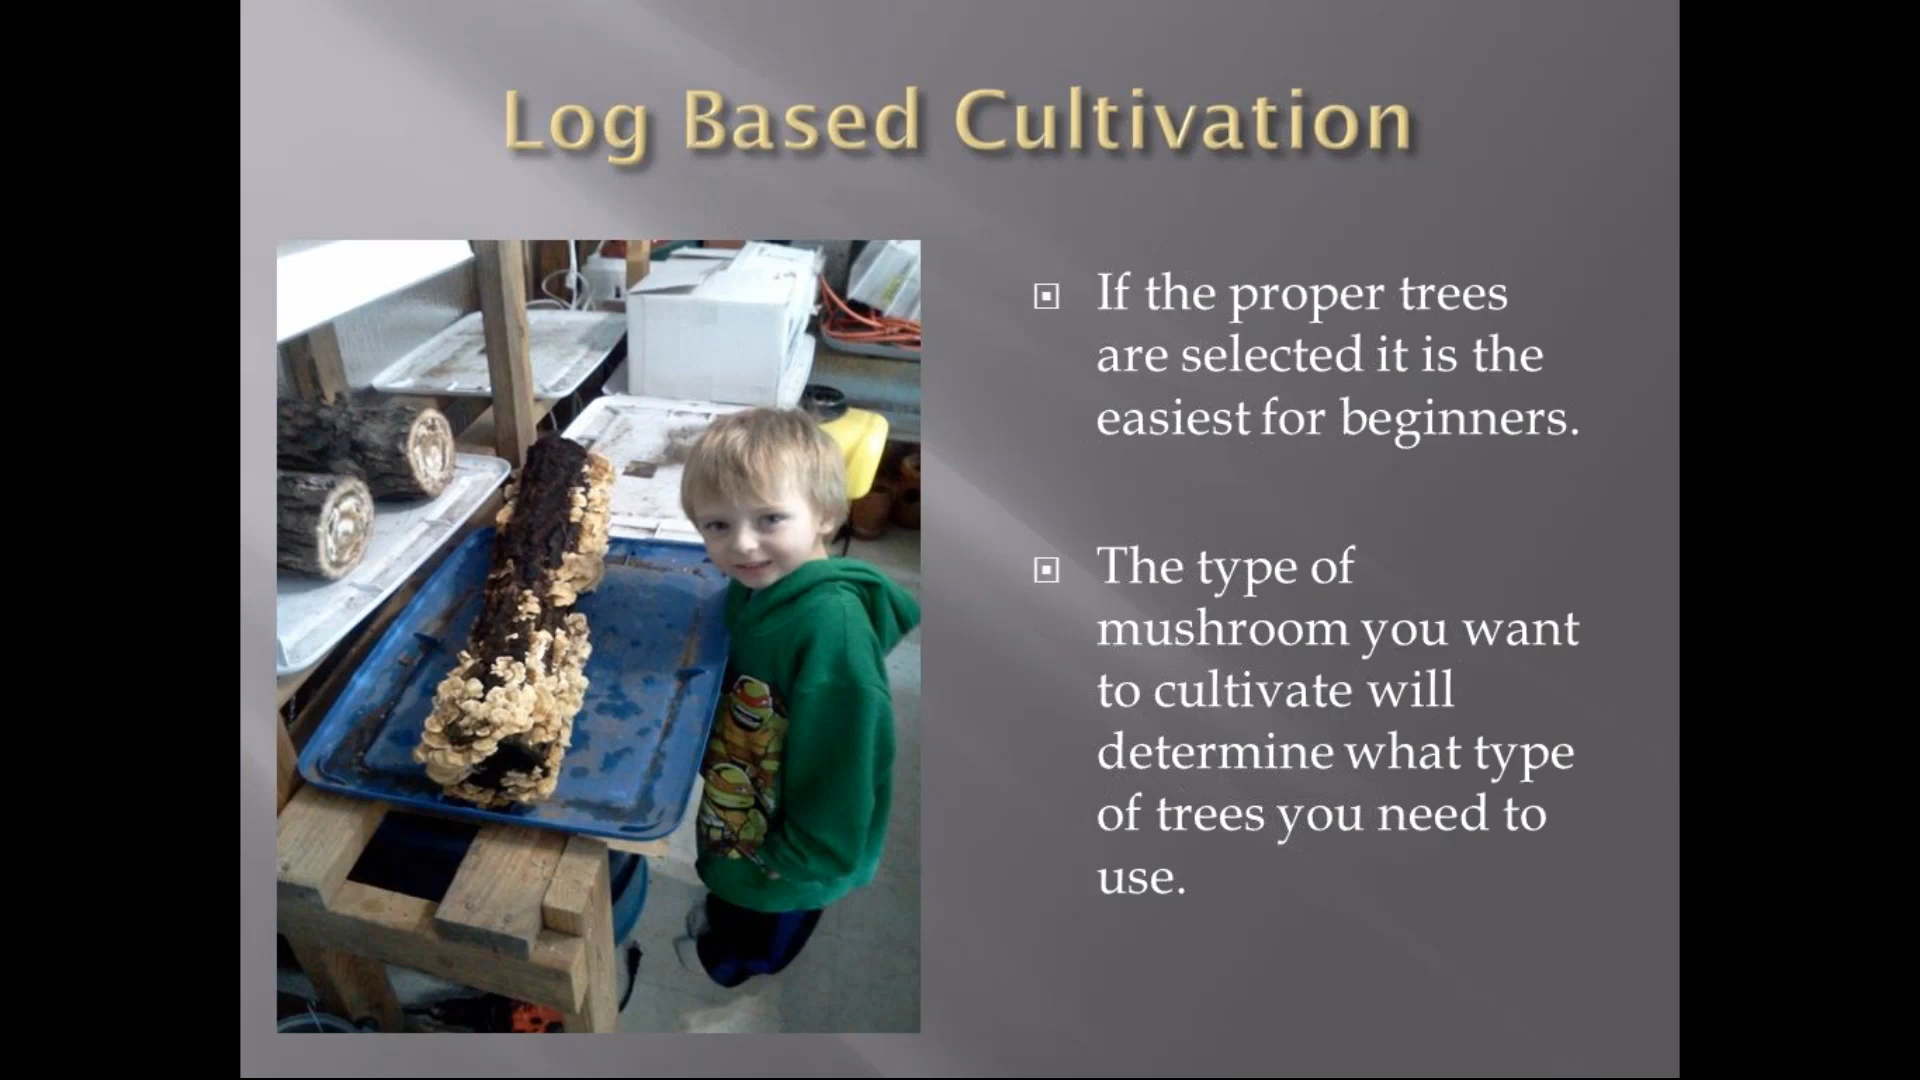 Log Based Cultivation
If the proper trees
are selected it is the
easiest for beginners.
The type of
mushroom you want
to cultivate will
determine what type
of trees you need to
use.